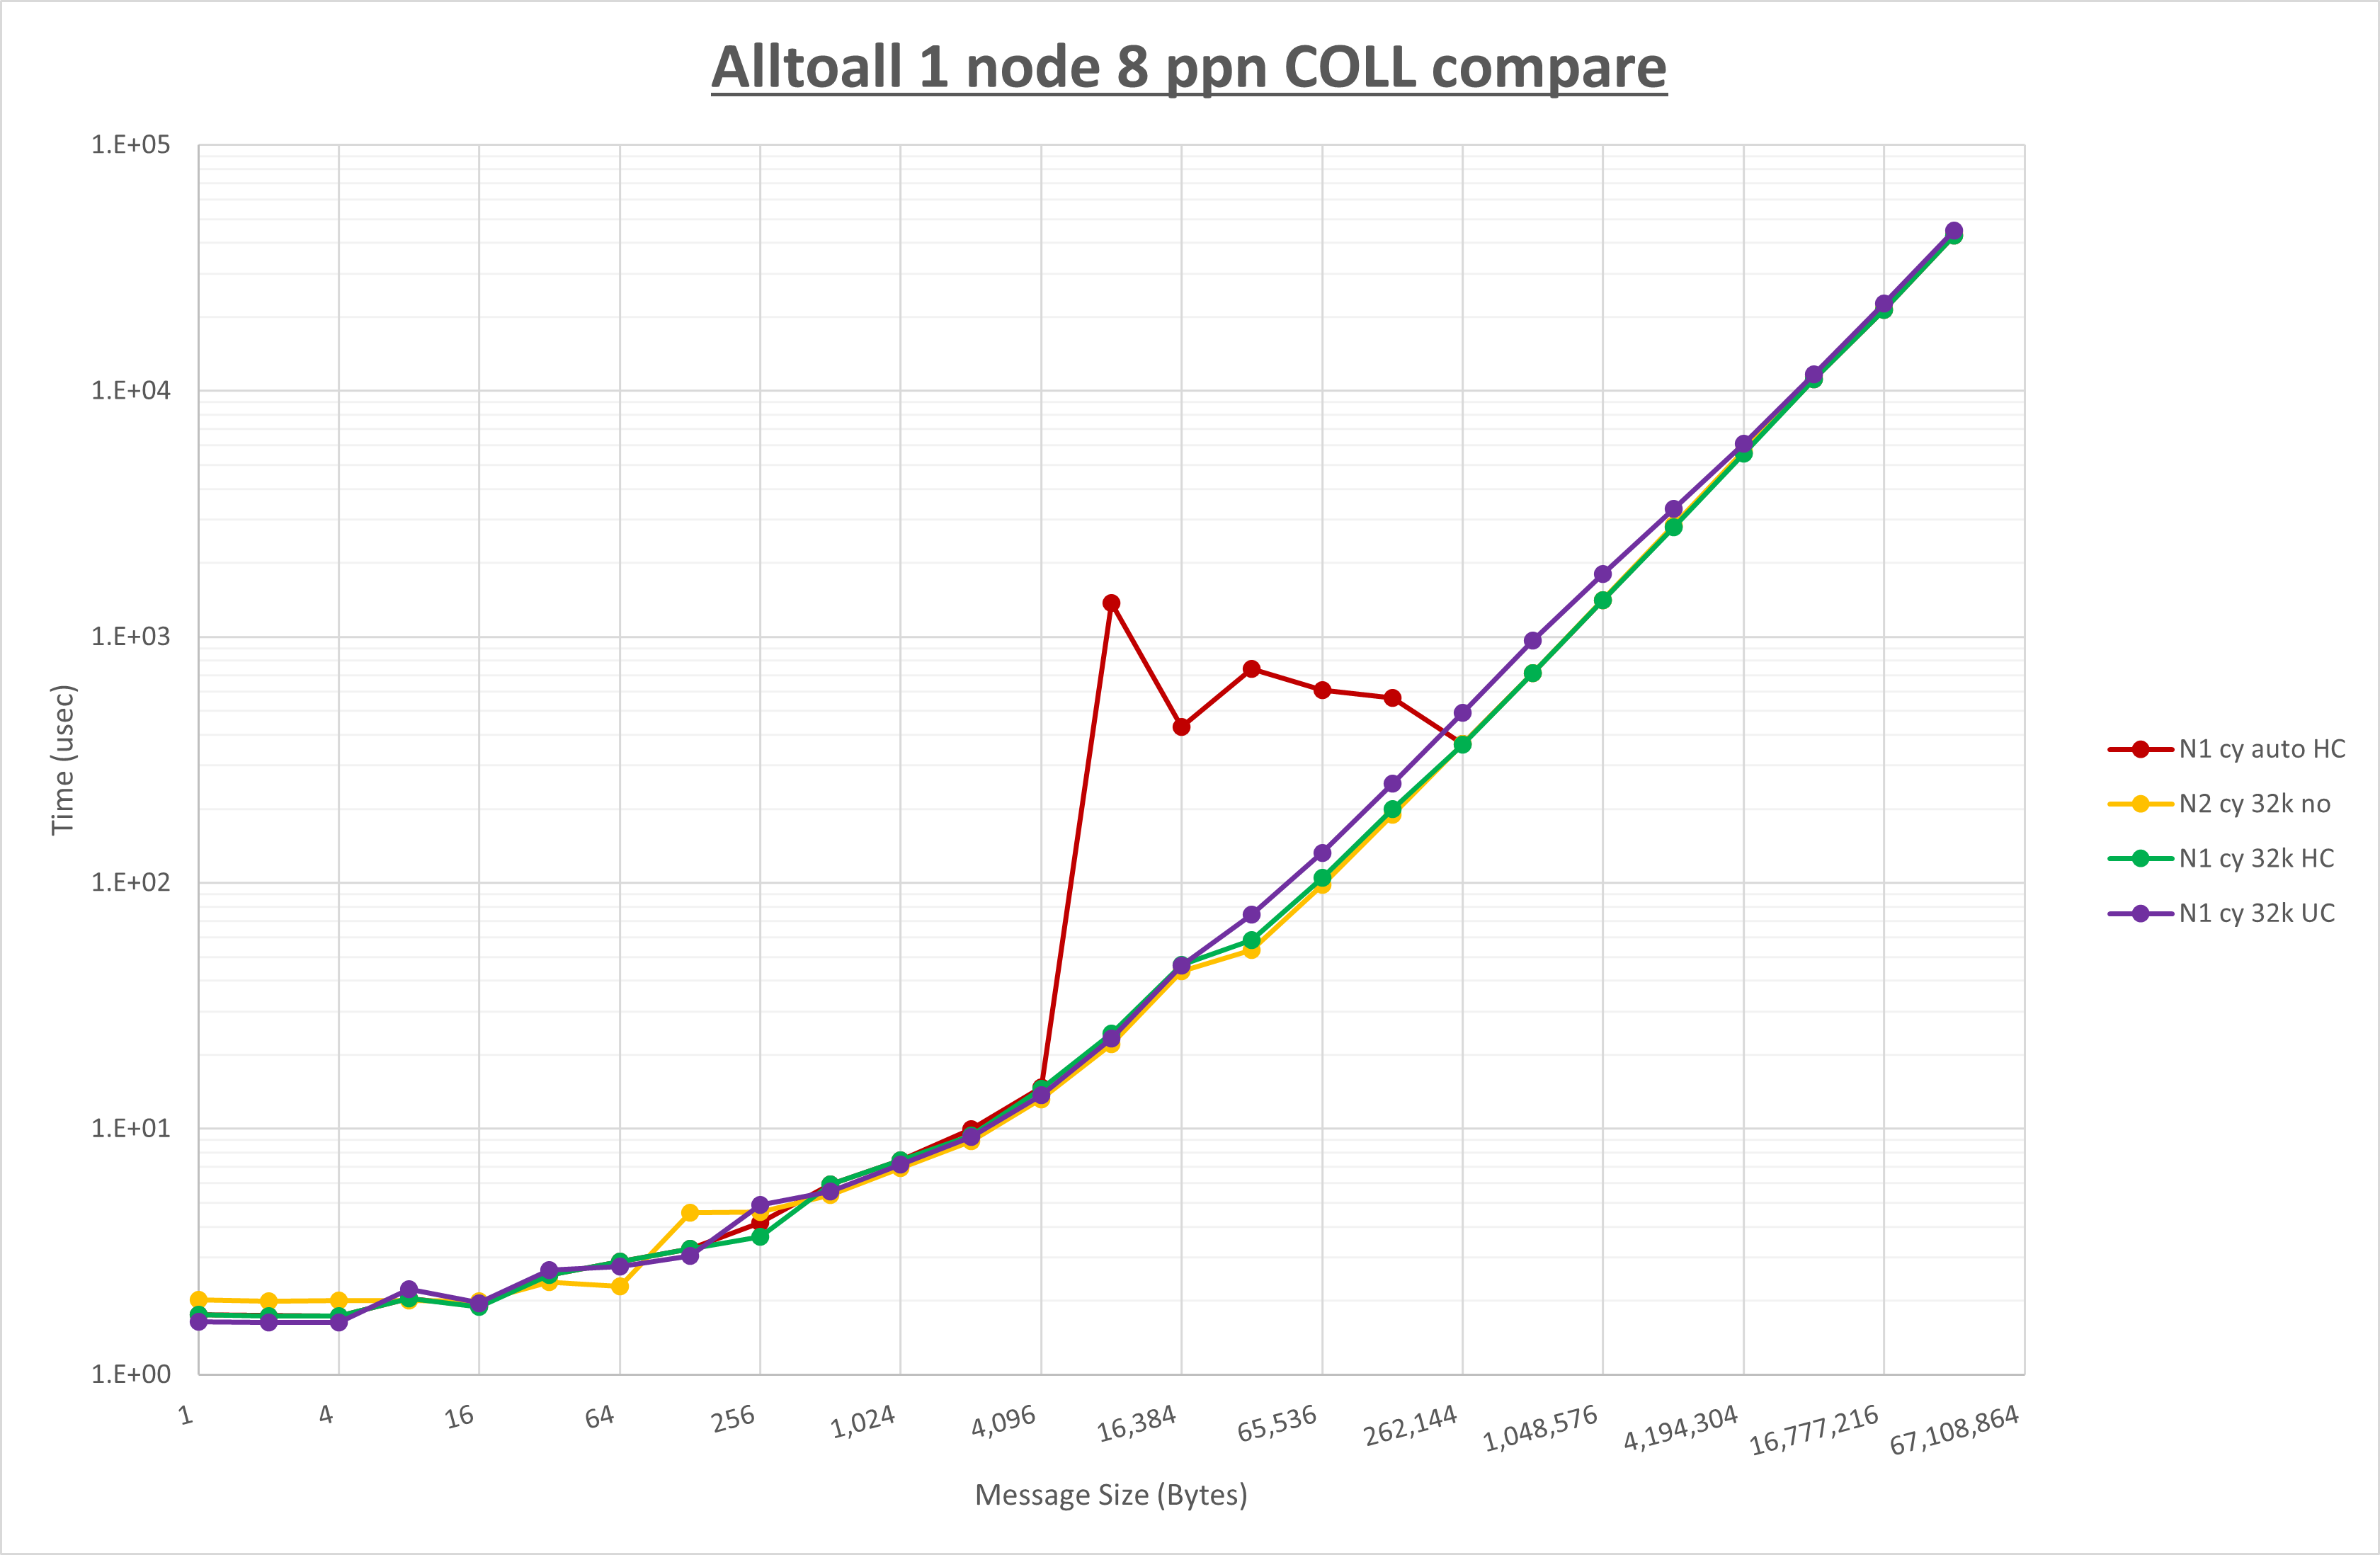 Alltoall 1 node 8 ppn COLL compare
1.E+05
1.E+04
1.E+03
1.E+02
1.E+01
1.E+00
Time (usec)
1
4
16
64
256
1,024
4,096
16,384
65,536
262,144
1,048,576
4,194,304
16,777,216
67,108,864
Message Size (Bytes)
N1 cy auto HC
N2 cy 32k no
N1 cy 32k HC
N1 cy 32k UC